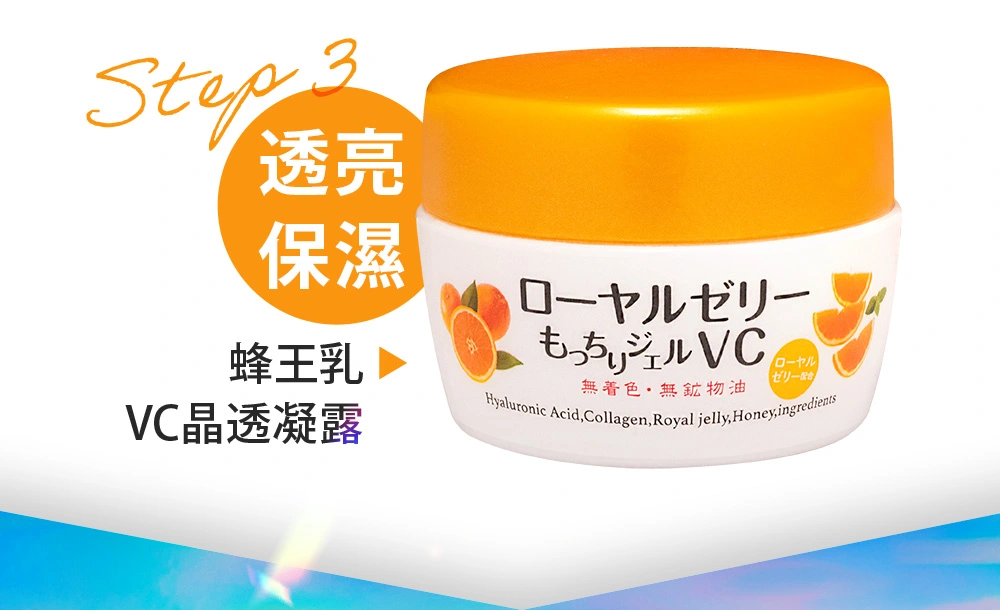 Step 3
透亮
保濕
蜂王乳
VC晶透凝露
ローヤルゼリー
もっちりジェルVC
ローヤル
ゼリー配合
無着色・無鉱物油
Hyaluronic Acid,Collagen,Royal jelly,Honey,ingredients